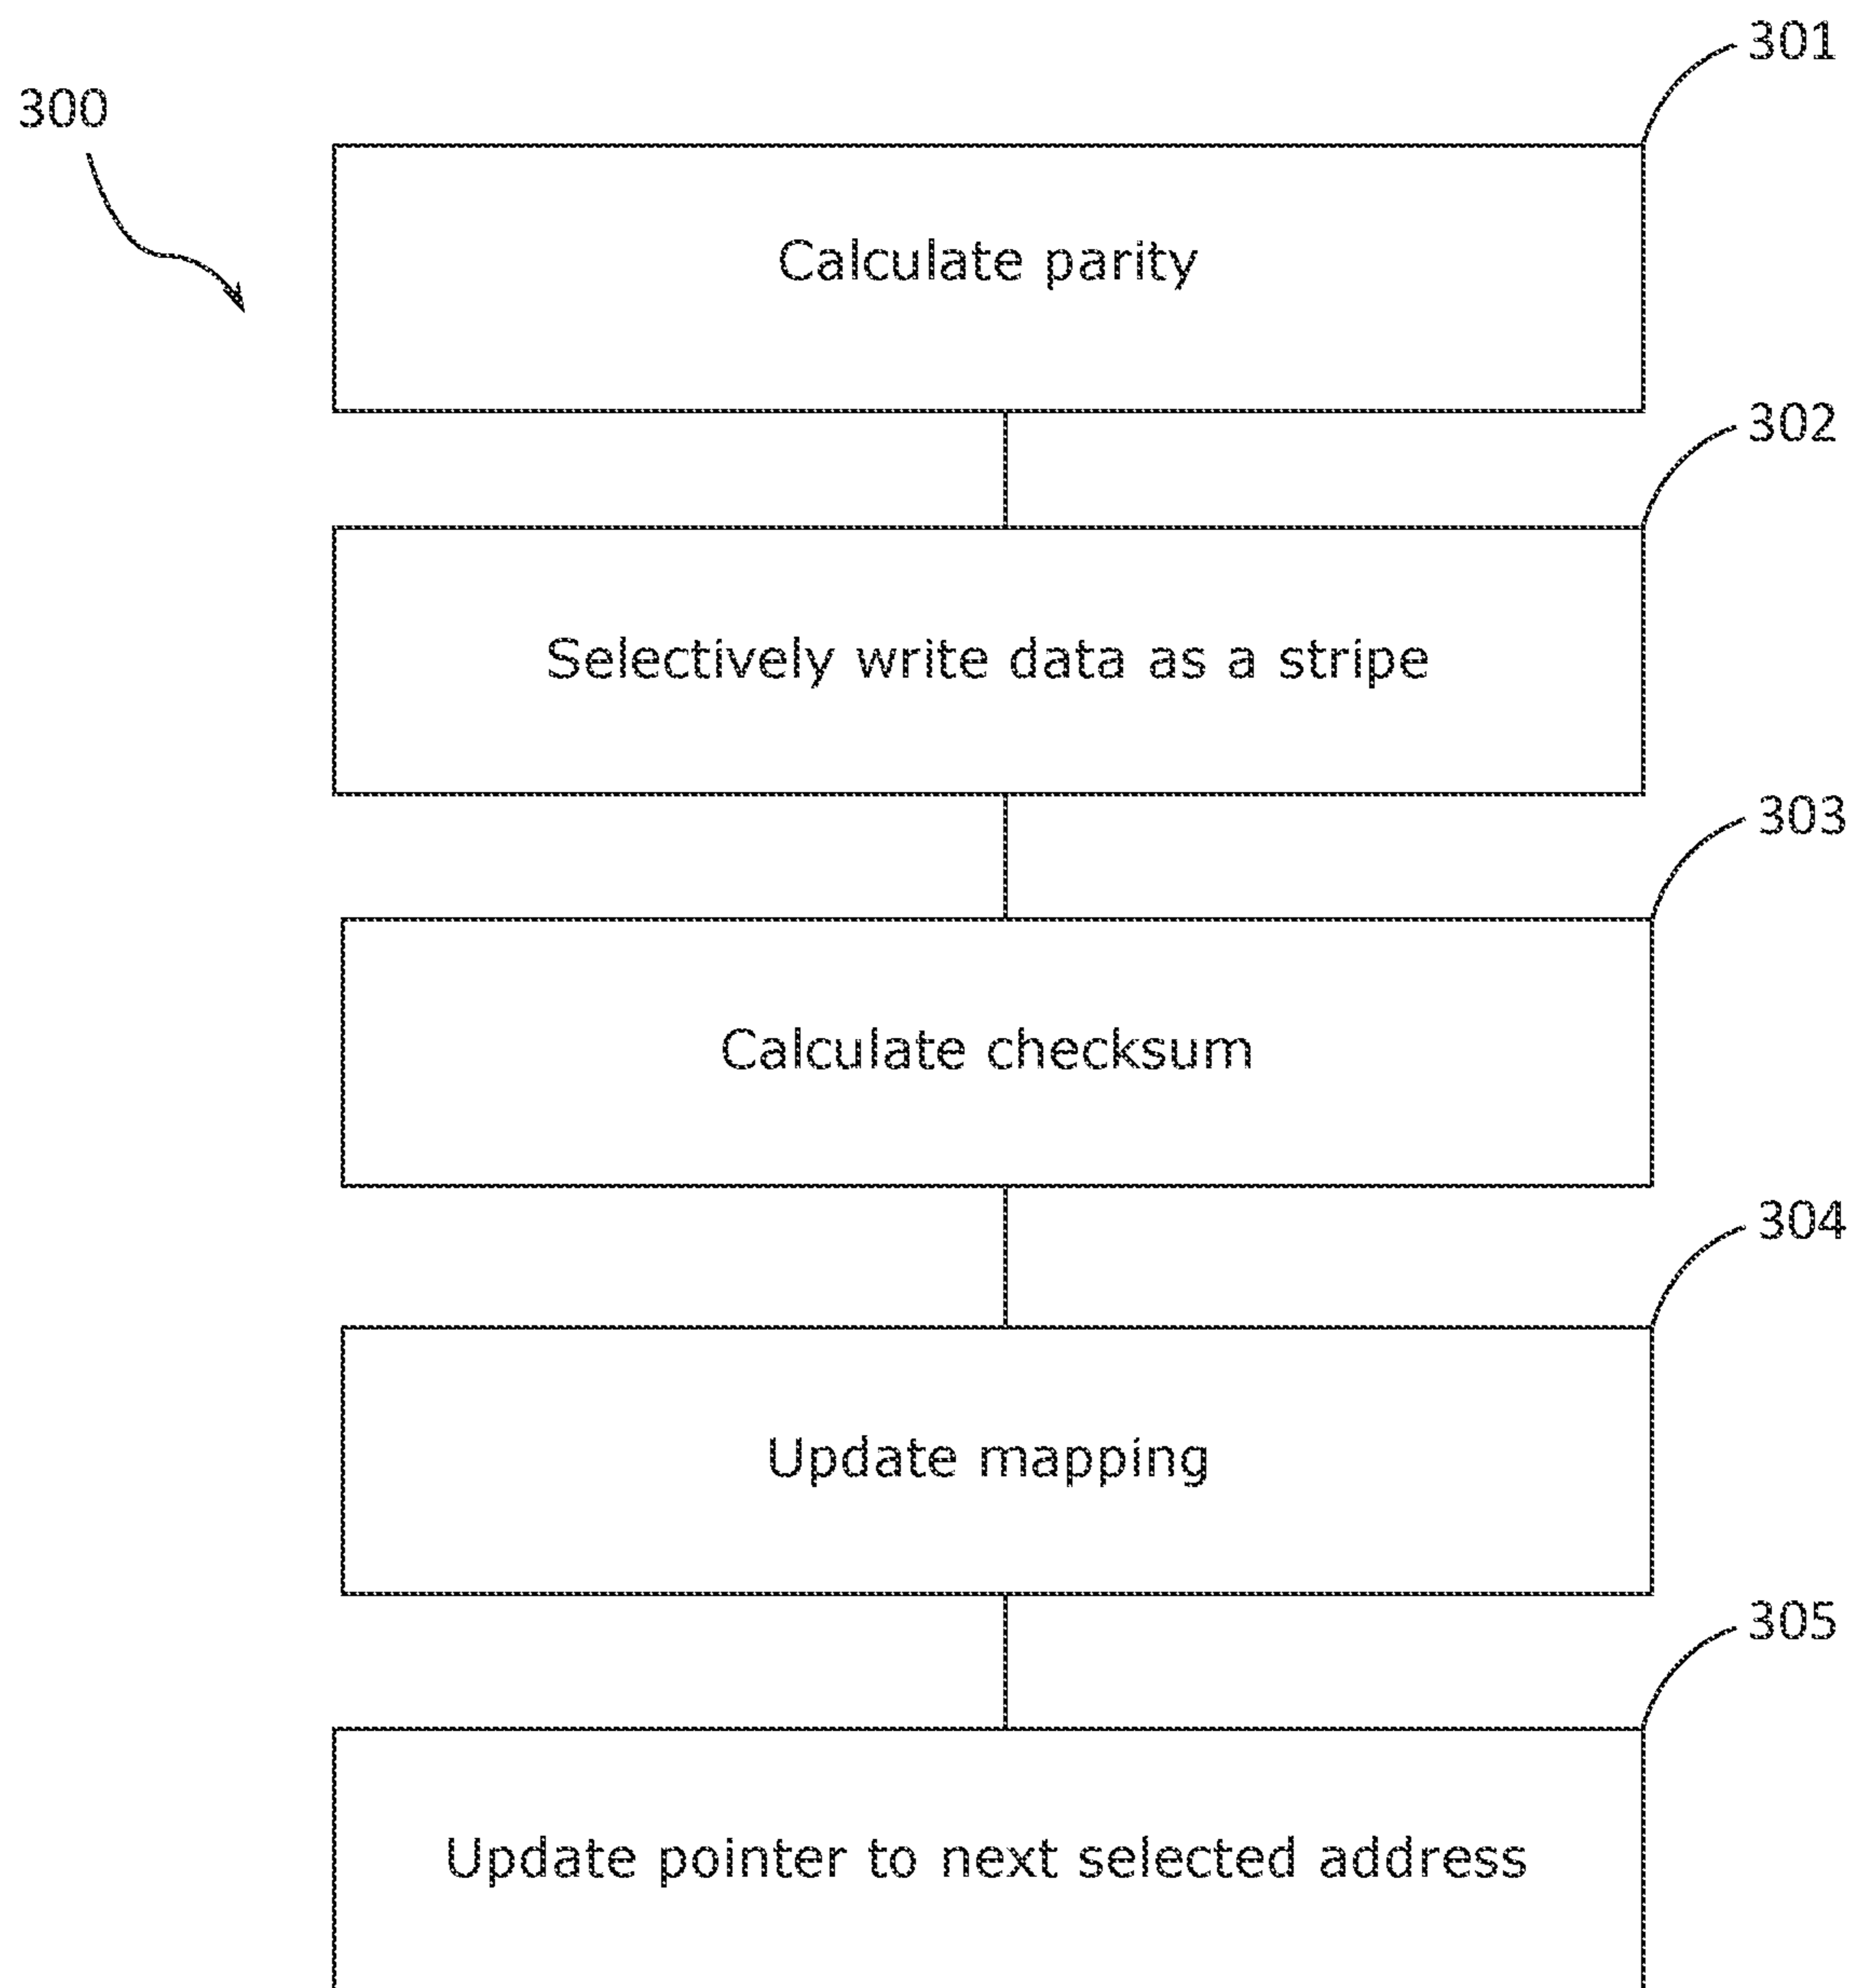 301
300
Calculate parity
302
Selectively write data as a stripe
303
Calculate checksum
304
Update mapping
305
Update pointer to next selected address